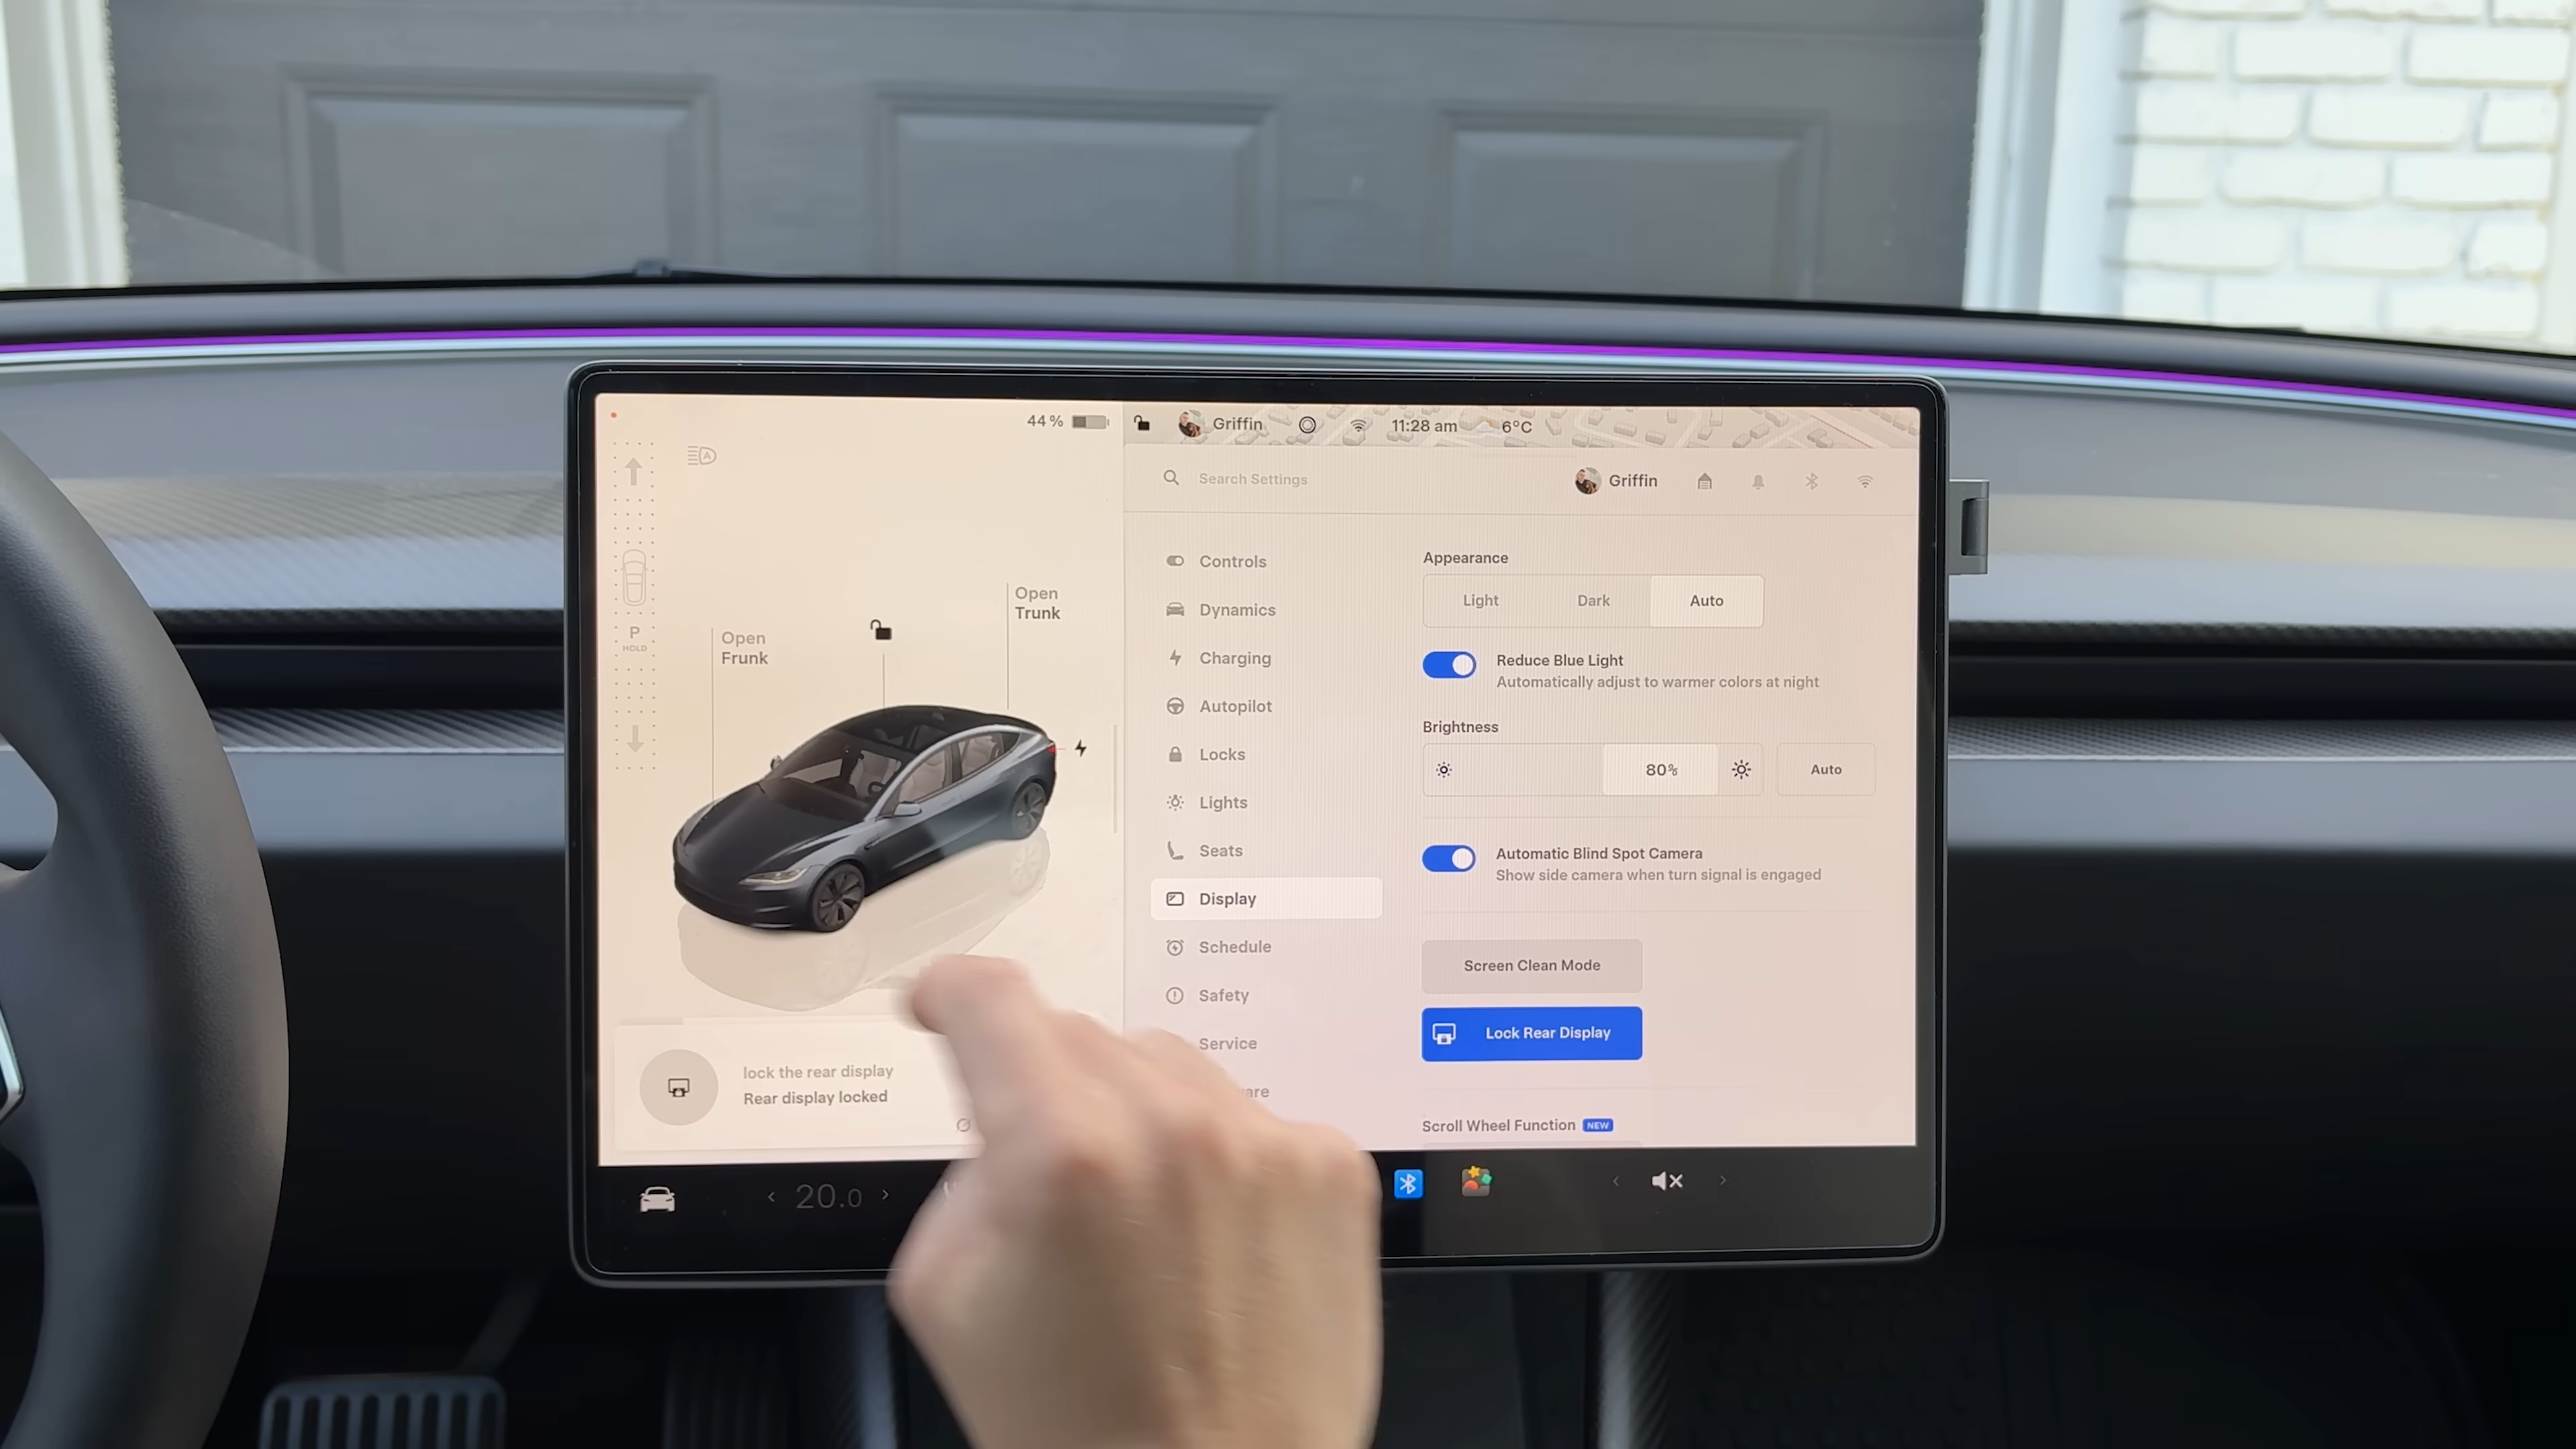 44 %
Griffin
11:28 am
6°C
Search Settings
Griffin
P
HOLD
Open
Frunk
Open
Trunk
Controls
Dynamics
Charging
Autopilot
Locks
Lights
Seats
Display
Schedule
Safety
Service
Appearance
Light
Dark
Auto
Reduce Blue Light
Automatically adjust to warmer colors at night
Brightness
80%
Auto
Automatic Blind Spot Camera
Show side camera when turn signal is engaged
Screen Clean Mode
Lock Rear Display
Scroll Wheel Function NEW
lock the rear display
Rear display locked
20.0